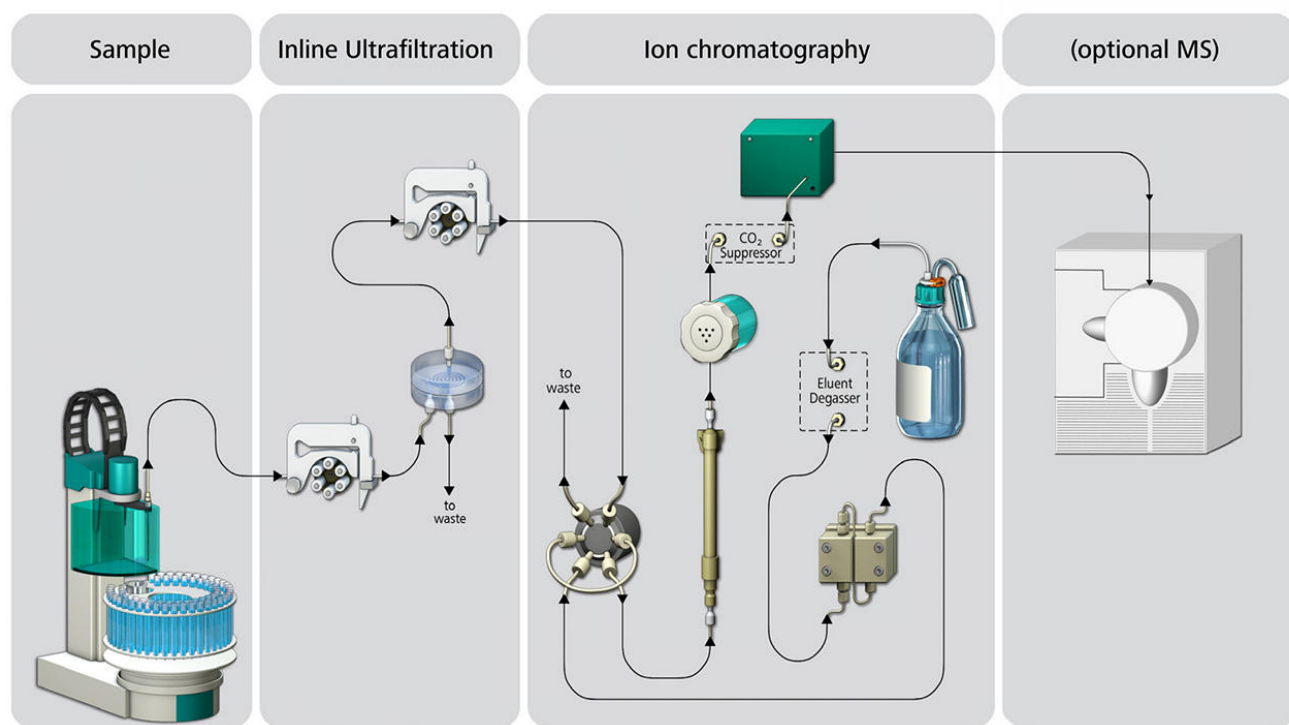 Sample
Inline Ultrafiltration
Ion chromatography
(optional MS)
CO₂
Suppressor
to
waste
Eluent
Degasser
to
waste